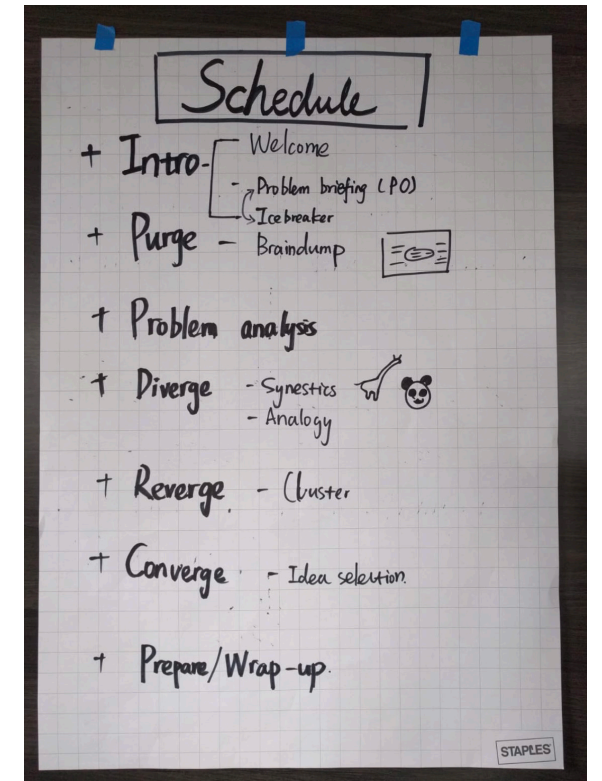 Schedule
+ Intro - Welcome
- Problem briefing (PO)
Icebreaker
+ Purge - Braindump
+ Problem analysis
+ Diverge - Synestics
- Analogy
+ Reverge - Cluster
+ Converge - Idea selection.
+ Prepare/Wrap-up.
STAPLES